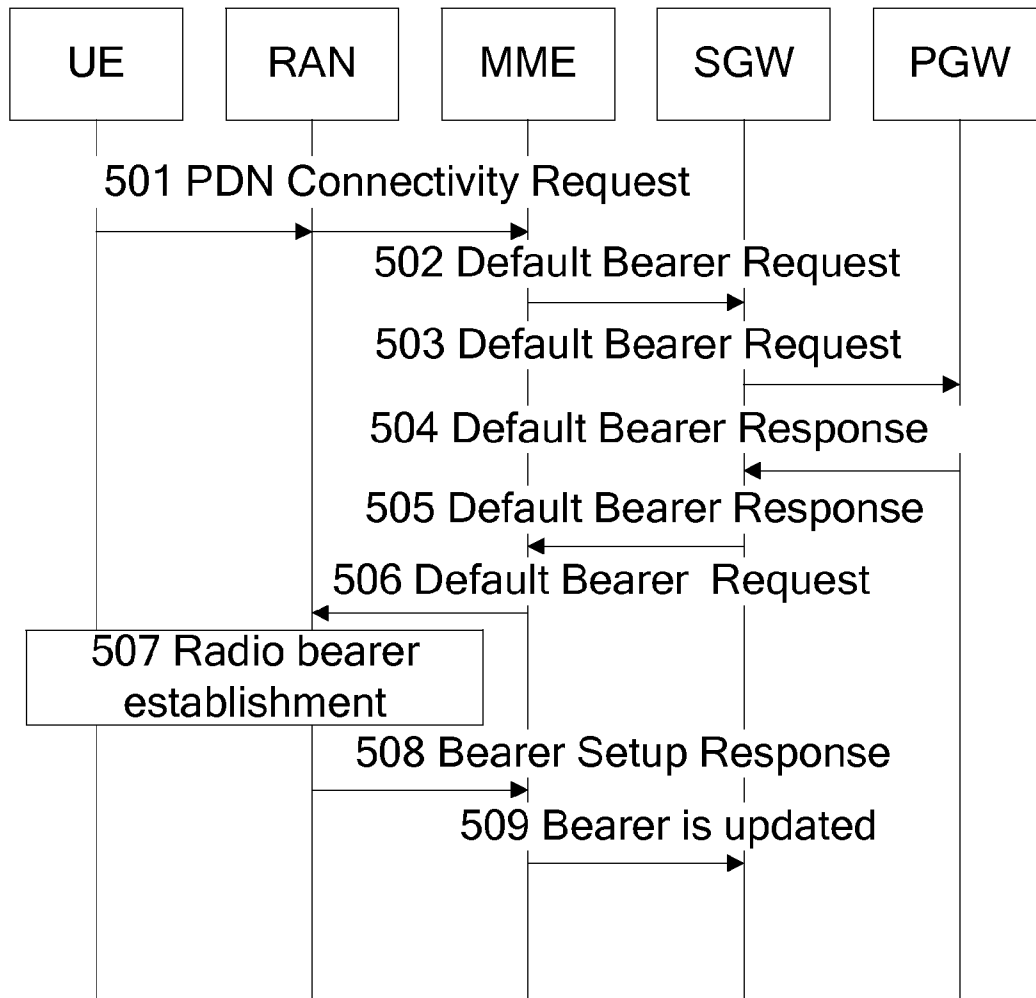 UE RAN MME SGW PGW
501 PDN Connectivity Request
502 Default Bearer Request
503 Default Bearer Request
504 Default Bearer Response
505 Default Bearer Response
506 Default Bearer Request
507 Radio bearer
establishment
508 Bearer Setup Response
509 Bearer is updated